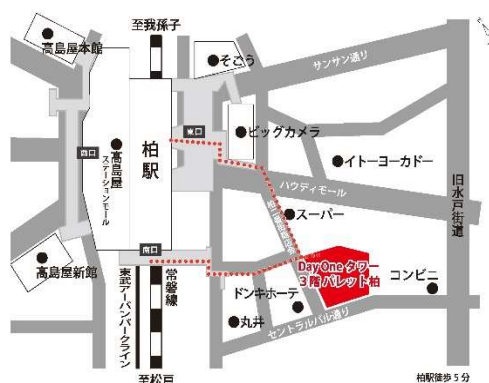 至我孫子
高島屋本館
そごう
サンサン通り
東口
ビッグカメラ
西口
高島屋
ステーションモール
柏駅
イトーヨーカドー
旧水戸街道
ハウディモール
スーパー
南口
Day One タワー
3階 パレット柏
コンビニ
高島屋新館
東武アーバンパークライン
常磐線
ドンキホーテ
丸井
セントラルパル通り
至松戸
柏駅徒歩5分